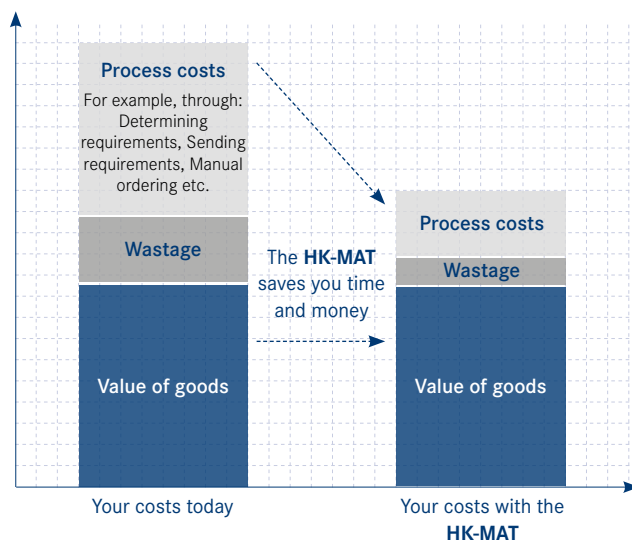 Process costs
For example, through:
Determining
requirements, Sending
requirements, Manual
ordering etc.
Wastage
Value of goods
The HK-MAT
saves you time
and money
Process costs
Wastage
Value of goods
Your costs today
Your costs with the
HK-MAT